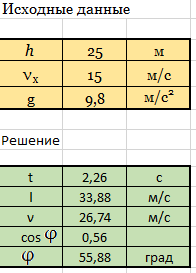 Исходные данные
h 25 м
νx 15 м/с
g 9,8 м/с²
Решение
t 2,26 с
l 33,88 м/с
ν 26,74 м/с
cos φ 0,56
φ 55,88 град